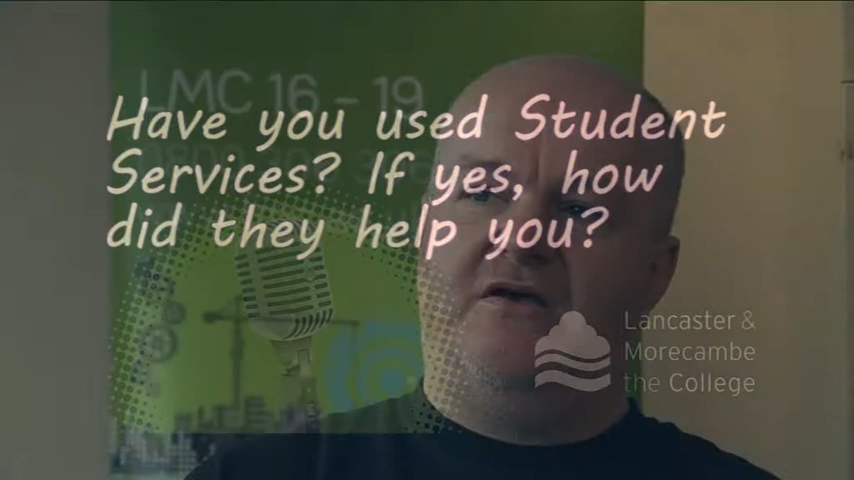 LMC 16 - 19
Have you used Student
Services? If yes, how
did they help you?
Lancaster &
Morecambe
the College